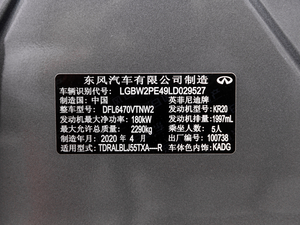 东风汽车有限公司制造
车辆识别代号: LGBW2PE49LD029527
制造国: 中国 英菲尼迪牌
整车型号: DFL6470VTNW2 发动机型号: KR20
发动机最大净功率: 180kW 发动机排量: 1997mL
最大允许总质量: 2290kg 乘坐人数: 5人
制造年月: 2020 年 4 月 出厂编号: 100738
适用型号: TDRALBLJ55TXA—R 车体色内饰: KADG